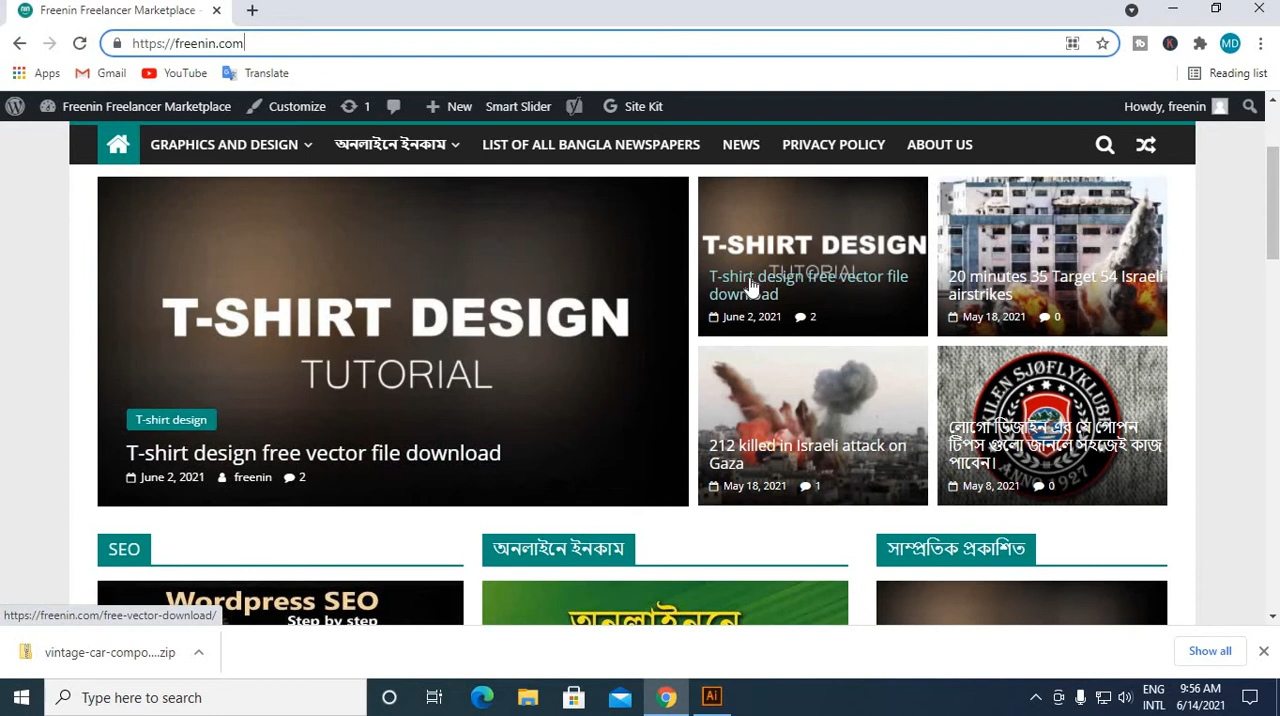 Freenin Freelancer Marketplace -
https://freenin.com
MD
Apps
Gmail
YouTube
Translate
Reading list
Freenin Freelancer Marketplace
Customize
1
New
Smart Slider
Site Kit
Howdy, freenin
GRAPHICS AND DESIGN
অনলাইনে ইনকাম
LIST OF ALL BANGLA NEWSPAPERS
NEWS
PRIVACY POLICY
ABOUT US
T-SHIRT DESIGN
TUTORIAL
T-shirt design
T-shirt design free vector file download
June 2, 2021
freenin
2
T-SHIRT DESIGN
TUTORIAL
T-shirt design free vector file
download
June 2, 2021
2
20 minutes 35 Target 54 Israeli
airstrikes
May 18, 2021
0
212 killed in Israeli attack on
Gaza
May 18, 2021
1
লোগো ডিজাইন এর যে গোপন
টিপস গুলো জানলে সহজেই কাজ
পাবেন।
May 8, 2021
0
SEO
অনলাইনে ইনকাম
সাম্প্রতিক প্রকাশিত
Wordpress SEO
Step by step
অনলাইনে
https://freenin.com/free-vector-download/
vintage-car-compo....zip
Show all
Type here to search
Ai
ENG
INTL
9:56 AM
6/14/2021